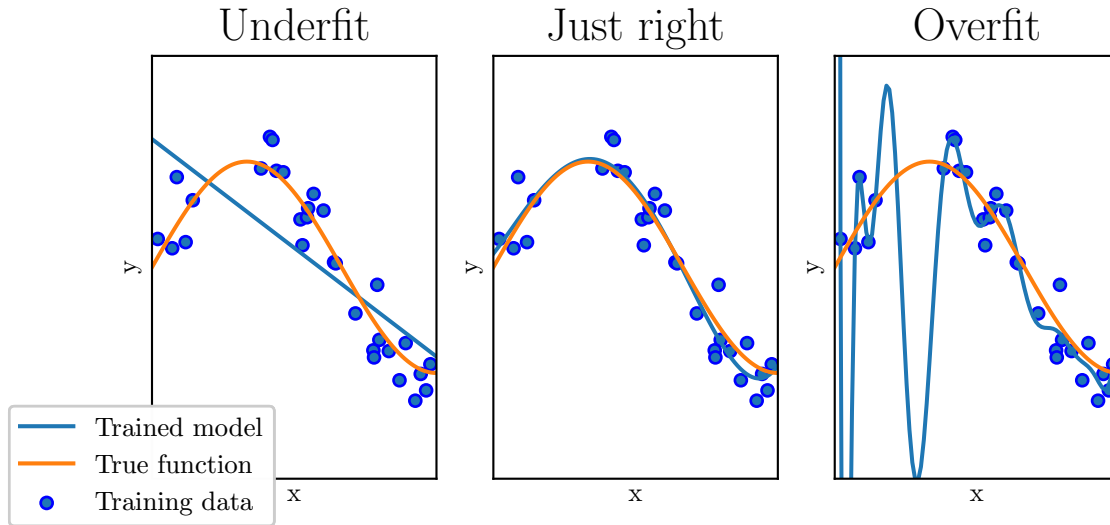 Underfit
Just right
Overfit
y
y
y
x
x
x
Trained model
True function
Training data